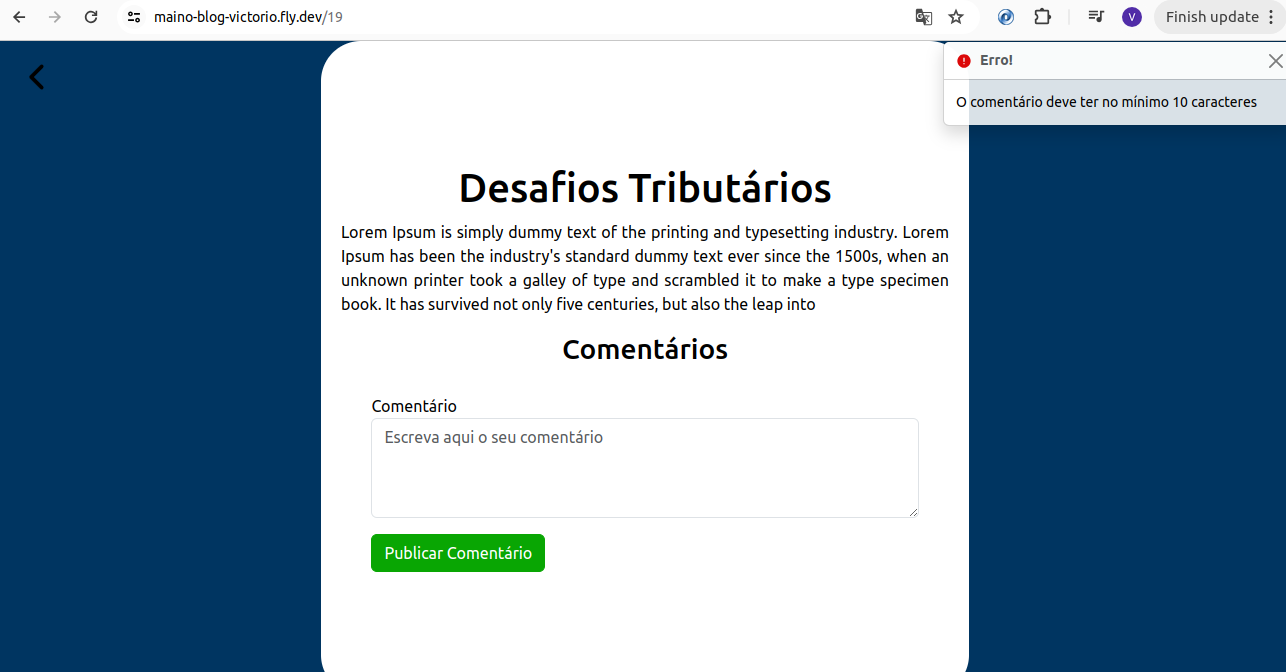 maino-blog-victorio.fly.dev/19
V
Finish update
Erro!
O comentário deve ter no mínimo 10 caracteres
Desafios Tributários
Lorem Ipsum is simply dummy text of the printing and typesetting industry. Lorem
Ipsum has been the industry's standard dummy text ever since the 1500s, when an
unknown printer took a galley of type and scrambled it to make a type specimen
book. It has survived not only five centuries, but also the leap into
Comentários
Comentário
Escreva aqui o seu comentário
Publicar Comentário